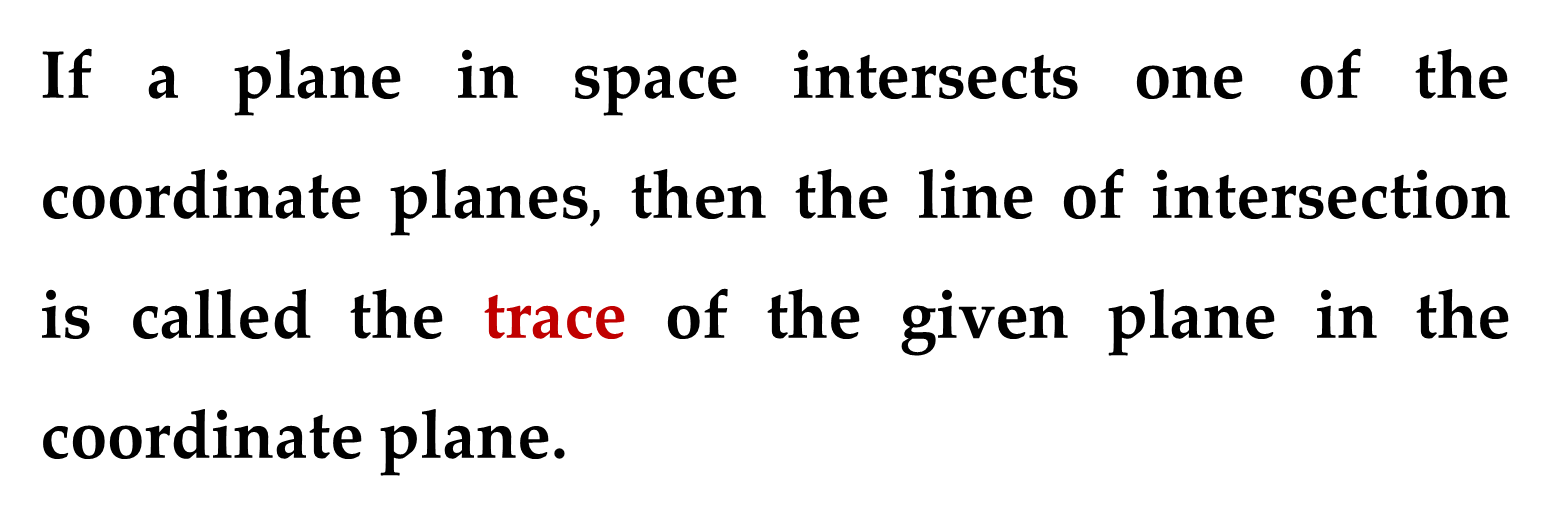 If a plane in space intersects one of the
coordinate planes, then the line of intersection
is called the trace of the given plane in the
coordinate plane.